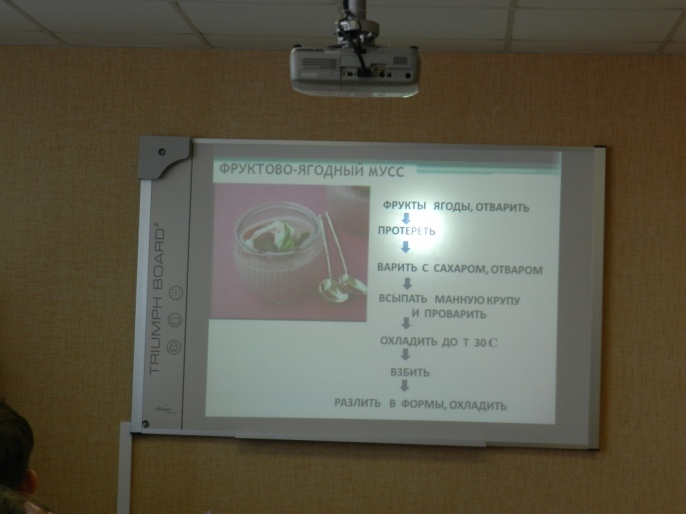 ФРУКТОВО-ЯГОДНЫЙ МУСС
ФРУКТЫ ЯГОДЫ, ОТВАРИТЬ
ПРОТЕРЕТЬ
ВАРИТЬ С САХАРОМ, ОТВАРОМ
ВСЫПАТЬ МАННУЮ КРУПУ
И ПРОВАРИТЬ
ОХЛАДИТЬ ДО Т 30 С
ВЗБИТЬ
РАЗЛИТЬ В ФОРМЫ, ОХЛАДИТЬ
TRIUMPH BOARD®